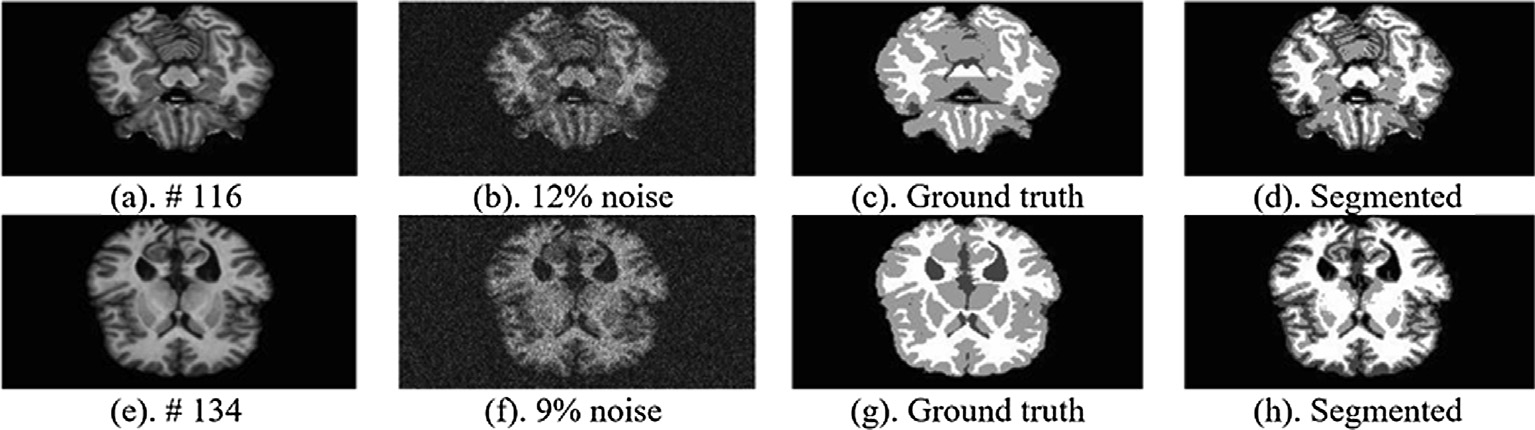 (a). # 116 (b). 12% noise (c). Ground truth (d). Segmented
(e). # 134 (f). 9% noise (g). Ground truth (h). Segmented